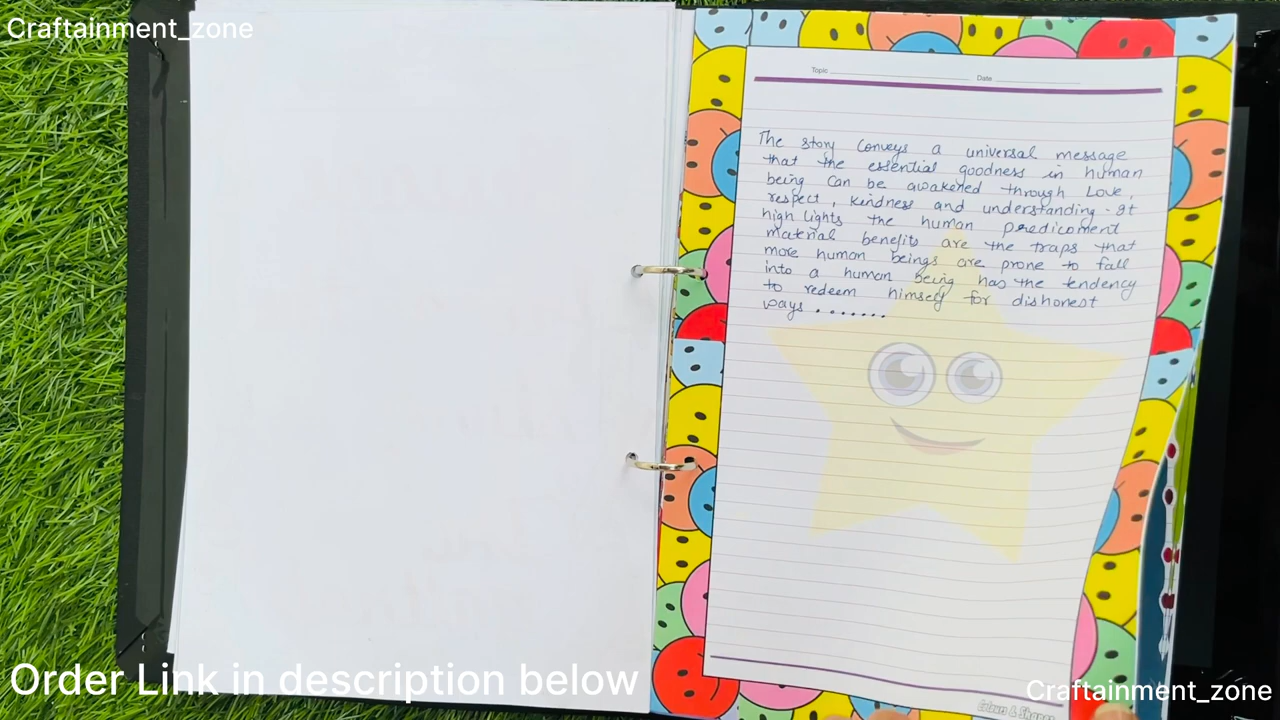 Craftainment_zone
Topic
Date
The story conveys a universal message
that the essential goodness in human
being can be awakened through Love,
respect, kindness and understanding. It
high lights the human predicament
material benefits are the traps that
more human beings are prone to fall
into a human being has the tendency
to redeem himself for dishonest
ways ........
Order Link in description below
Craftainment_zone
Colours & Shapes